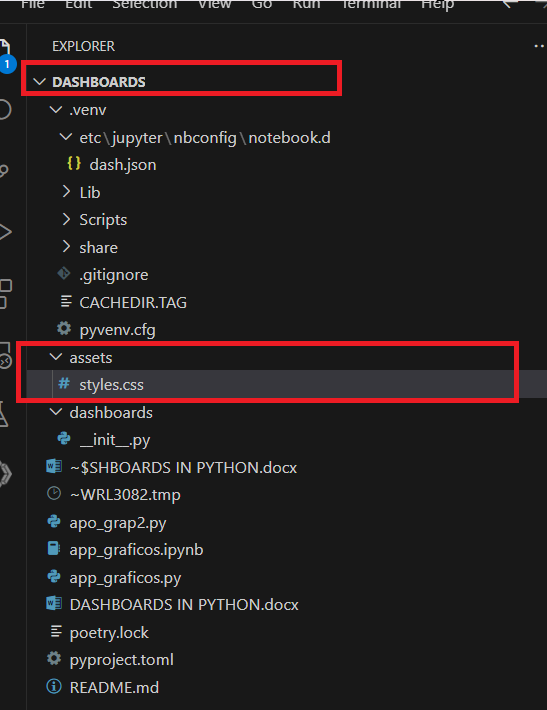 File Edit Selection View Go Run Terminal Help
EXPLORER
1
DASHBOARDS
.venv
etc\jupyter\nbconfig\notebook.d
{} dash.json
Lib
Scripts
share
.gitignore
CACHEDIR.TAG
pyvenv.cfg
assets
# styles.css
dashboards
__init__.py
~$SHBOARDS IN PYTHON.docx
~WRL3082.tmp
apo_grap2.py
app_graficos.ipynb
app_graficos.py
DASHBOARDS IN PYTHON.docx
poetry.lock
pyproject.toml
README.md